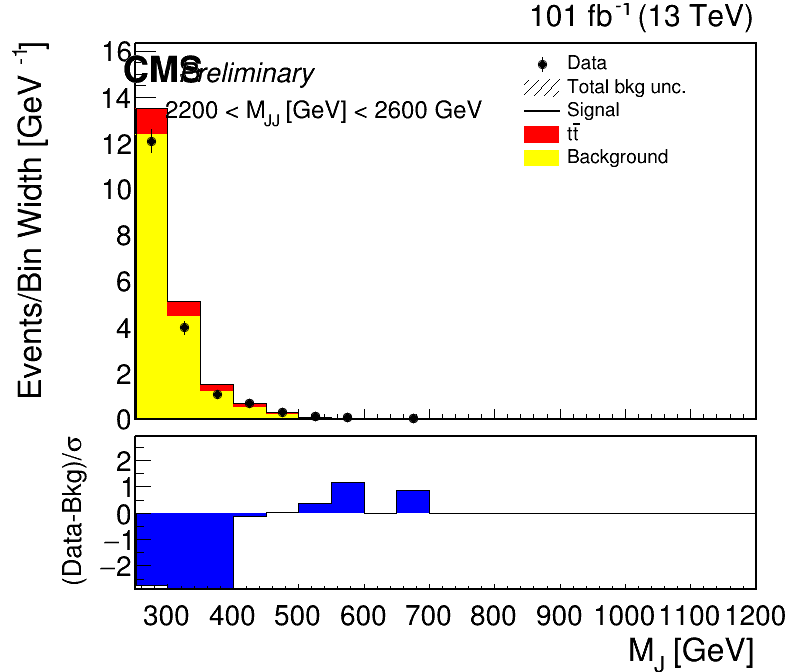 101 fb⁻¹ (13 TeV)
Events/Bin Width [GeV⁻¹]
16
14
12
10
8
6
4
2
0
CMS Preliminary
2200 < M_JJ [GeV] < 2600 GeV
Data
Total bkg unc.
Signal
tt̄
Background
(Data-Bkg)/σ
2
1
0
−1
−2
300 400 500 600 700 800 900 1000 1100 1200
M_J [GeV]